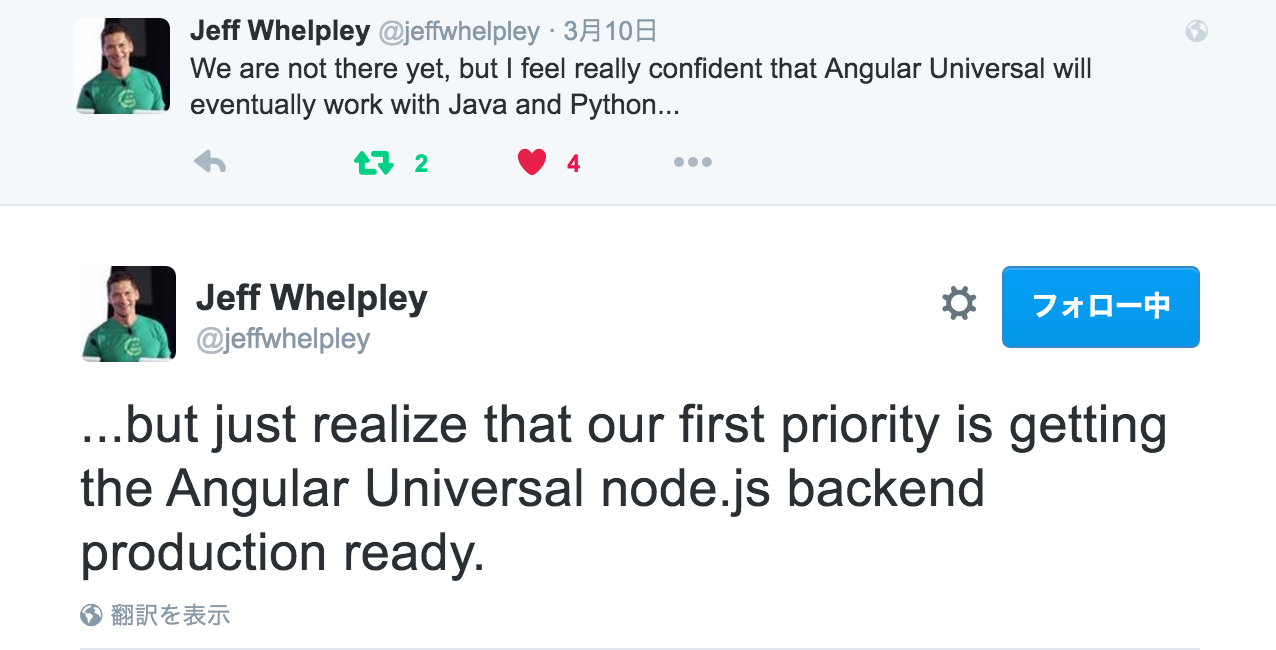 Jeff Whelpley @jeffwhelpley · 3月10日
We are not there yet, but I feel really confident that Angular Universal will
eventually work with Java and Python...
2 4
Jeff Whelpley
@jeffwhelpley
フォロー中
...but just realize that our first priority is getting
the Angular Universal node.js backend
production ready.
翻訳を表示